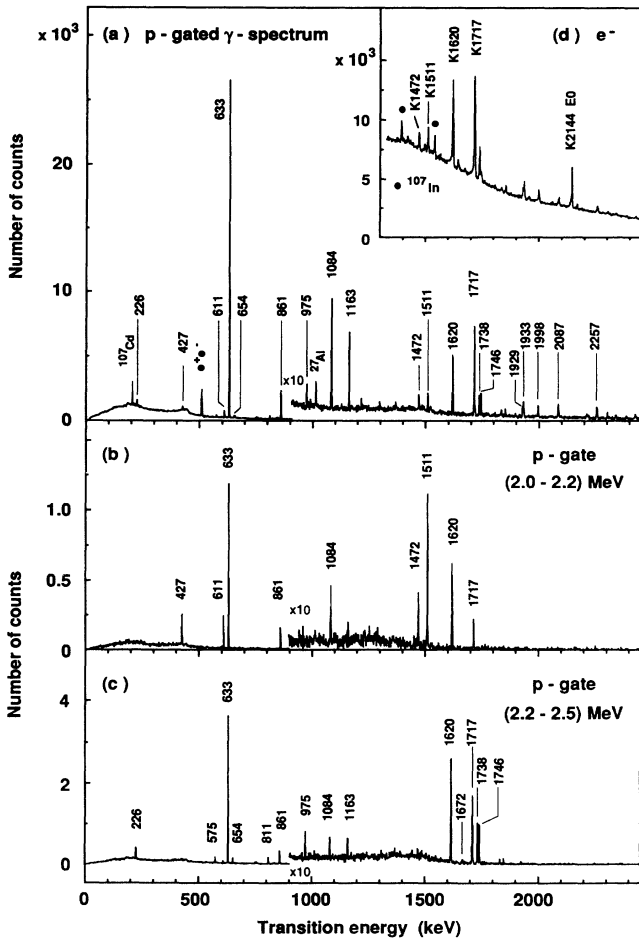 x 10³
(a) p - gated γ - spectrum
(d) e⁻
633
20
10
0
Number of counts
107Cd
226
427
+ -
611
654
861
x10
975
27Al
1084
1163
1472
1511
1620
1717
1738
1746
1929
1933
1998
2087
2257
x 10³
10
5
0
K1472
K1511
K1620
K1717
K2144 E0
107In
(b)
p - gate
(2.0 - 2.2) MeV
1.0
0.5
0
427
611
633
861
x10
1084
1472
1511
1620
1717
Number of counts
(c)
p - gate
(2.2 - 2.5) MeV
4
2
0
226
575
633
654
811
861
975
1084
1163
x10
1620
1672
1717
1738
1746
0 500 1000 1500 2000
Transition energy (keV)